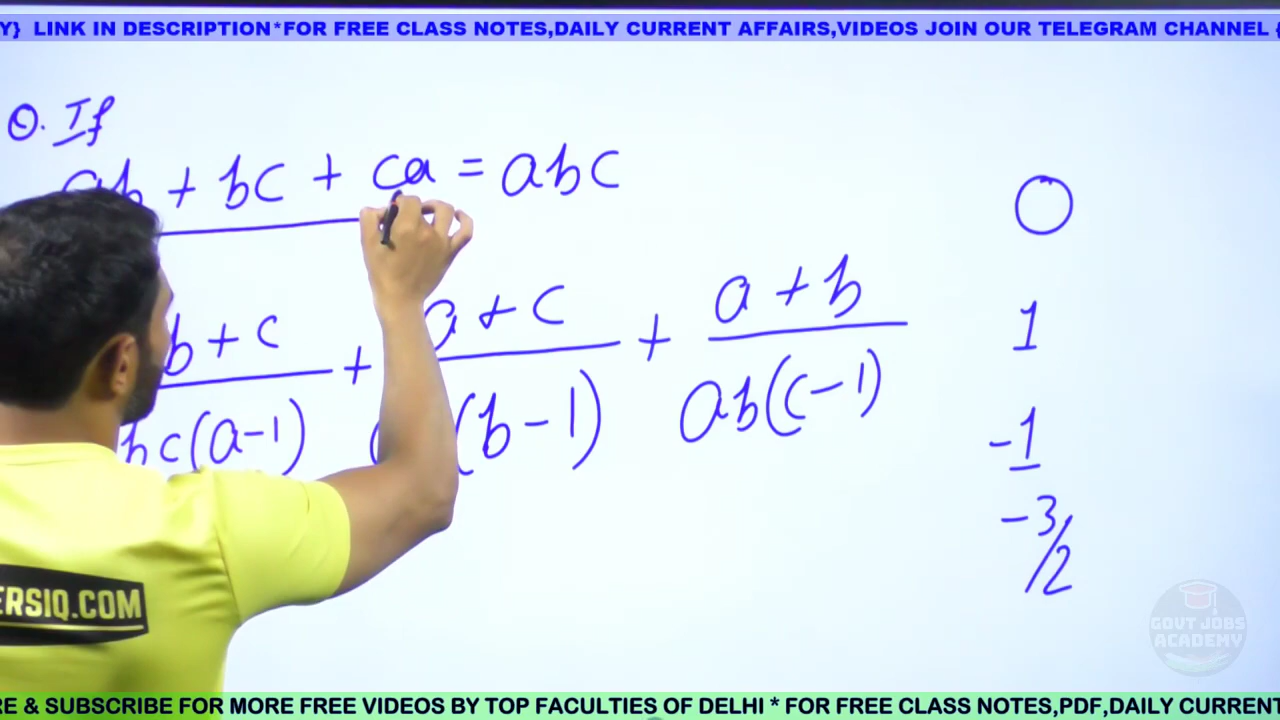 Y} LINK IN DESCRIPTION*FOR FREE CLASS NOTES,DAILY CURRENT AFFAIRS,VIDEOS JOIN OUR TELEGRAM CHANNEL {
Q. If
ab + bc + ca = abc
b + c / bc(a-1) + a + c / (b-1) + a + b / ab(c-1)
0
1
-1
-3/2
ERSIQ.COM
GOVT JOBS
ACADEMY
RE & SUBSCRIBE FOR MORE FREE VIDEOS BY TOP FACULTIES OF DELHI * FOR FREE CLASS NOTES,PDF,DAILY CURRENT